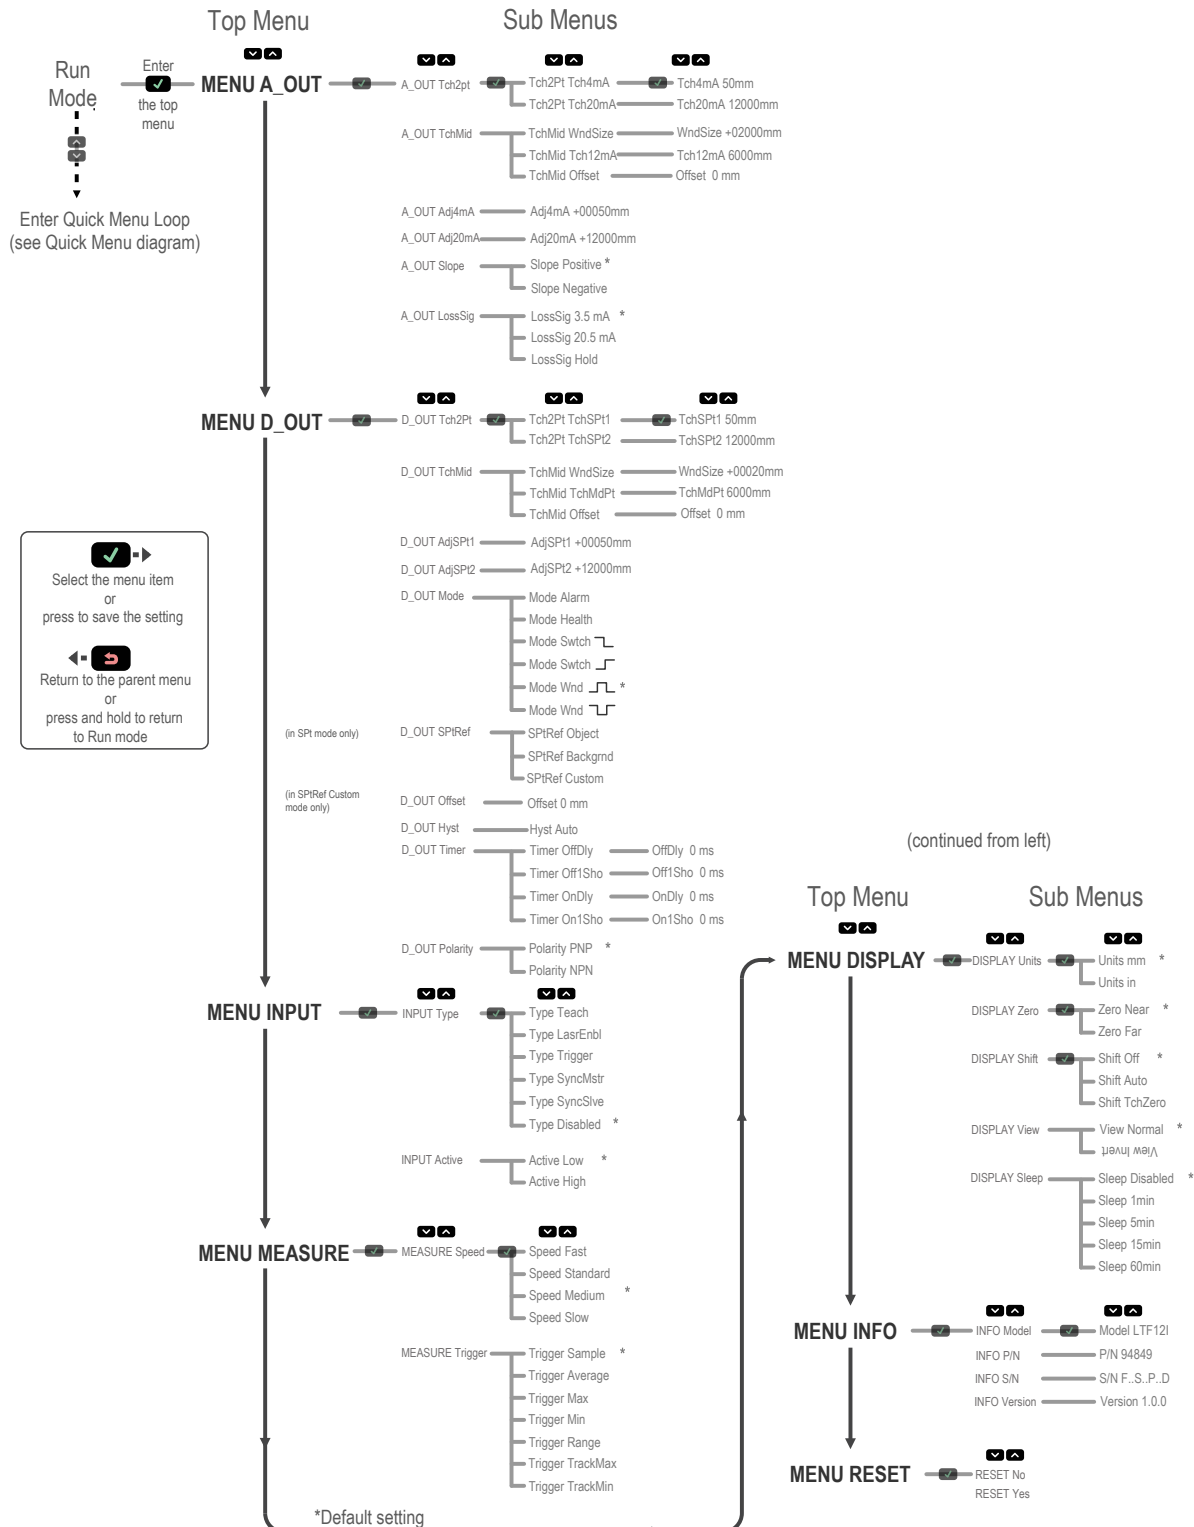 Top Menu
Sub Menus
Run
Mode
Enter
the top
menu
Enter Quick Menu Loop
(see Quick Menu diagram)
MENU A_OUT
A_OUT Tch2pt
Tch2Pt Tch4mA
Tch4mA 50mm
Tch2Pt Tch20mA
Tch20mA 12000mm
A_OUT TchMid
TchMid WndSize
WndSize +02000mm
TchMid Tch12mA
Tch12mA 6000mm
TchMid Offset
Offset 0 mm
A_OUT Adj4mA
Adj4mA +00050mm
A_OUT Adj20mA
Adj20mA +12000mm
A_OUT Slope
Slope Positive *
Slope Negative
A_OUT LossSig
LossSig 3.5 mA *
LossSig 20.5 mA
LossSig Hold
MENU D_OUT
D_OUT Tch2Pt
Tch2Pt TchSPt1
TchSPt1 50mm
Tch2Pt TchSPt2
TchSPt2 12000mm
D_OUT TchMid
TchMid WndSize
WndSize +00020mm
TchMid TchMdPt
TchMdPt 6000mm
TchMid Offset
Offset 0 mm
D_OUT AdjSPt1
AdjSPt1 +00050mm
D_OUT AdjSPt2
AdjSPt2 +12000mm
D_OUT Mode
Mode Alarm
Mode Health
Mode Swtch
Mode Swtch
Mode Wnd *
Mode Wnd
(in SPt mode only)
D_OUT SPtRef
SPtRef Object
SPtRef Backgrnd
SPtRef Custom
(in SPtRef Custom
mode only)
D_OUT Offset
Offset 0 mm
D_OUT Hyst
Hyst Auto
D_OUT Timer
Timer OffDly
OffDly 0 ms
Timer Off1Sho
Off1Sho 0 ms
Timer OnDly
OnDly 0 ms
Timer On1Sho
On1Sho 0 ms
D_OUT Polarity
Polarity PNP *
Polarity NPN
Select the menu item
or
press to save the setting
Return to the parent menu
or
press and hold to return
to Run mode
MENU INPUT
INPUT Type
Type Teach
Type LasrEnbl
Type Trigger
Type SyncMstr
Type SyncSlve
Type Disabled *
INPUT Active
Active Low *
Active High
MENU MEASURE
MEASURE Speed
Speed Fast
Speed Standard
Speed Medium *
Speed Slow
MEASURE Trigger
Trigger Sample *
Trigger Average
Trigger Max
Trigger Min
Trigger Range
Trigger TrackMax
Trigger TrackMin
*Default setting
(continued from left)
Top Menu
Sub Menus
MENU DISPLAY
DISPLAY Units
Units mm *
Units in
DISPLAY Zero
Zero Near *
Zero Far
DISPLAY Shift
Shift Off *
Shift Auto
Shift TchZero
DISPLAY View
View Normal *
View Invert
DISPLAY Sleep
Sleep Disabled *
Sleep 1min
Sleep 5min
Sleep 15min
Sleep 60min
MENU INFO
INFO Model
Model LTF12I
INFO P/N
P/N 94849
INFO S/N
S/N F..S..P..D
INFO Version
Version 1.0.0
MENU RESET
RESET No
RESET Yes